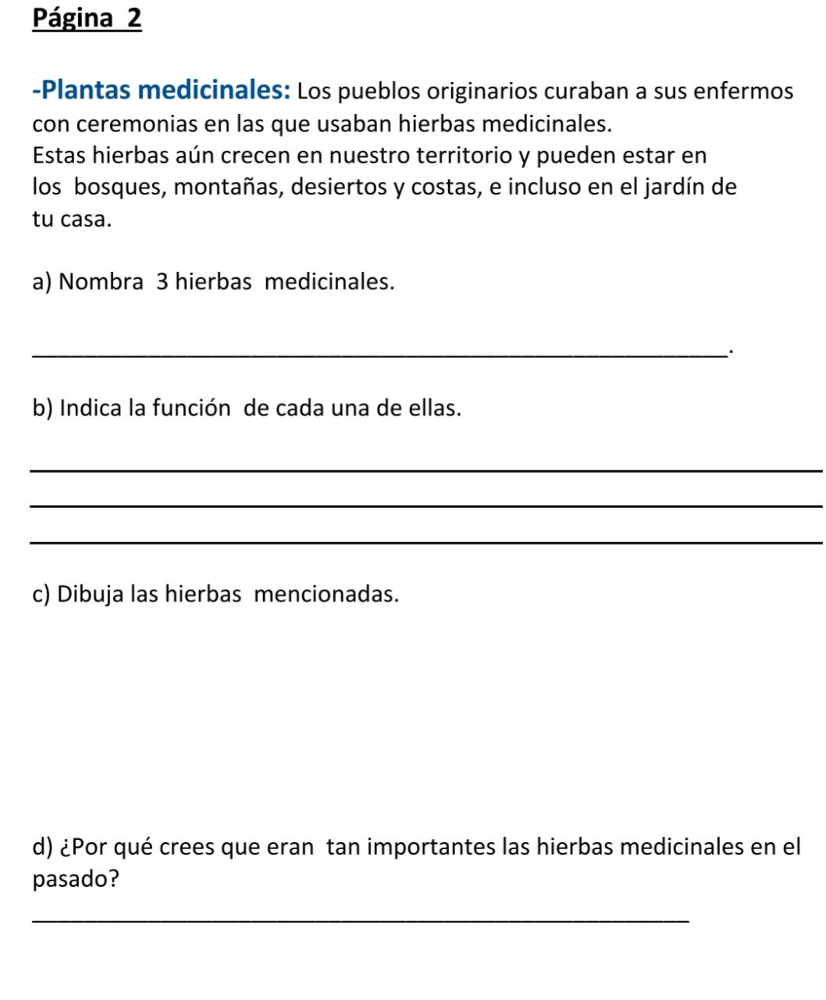 Página 2
-Plantas medicinales: Los pueblos originarios curaban a sus enfermos
con ceremonias en las que usaban hierbas medicinales.
Estas hierbas aún crecen en nuestro territorio y pueden estar en
los bosques, montañas, desiertos y costas, e incluso en el jardín de
tu casa.
a) Nombra 3 hierbas medicinales.
______________________________________________________.
b) Indica la función de cada una de ellas.
c) Dibuja las hierbas mencionadas.
d) ¿Por qué crees que eran tan importantes las hierbas medicinales en el
pasado?
___________________________________________________